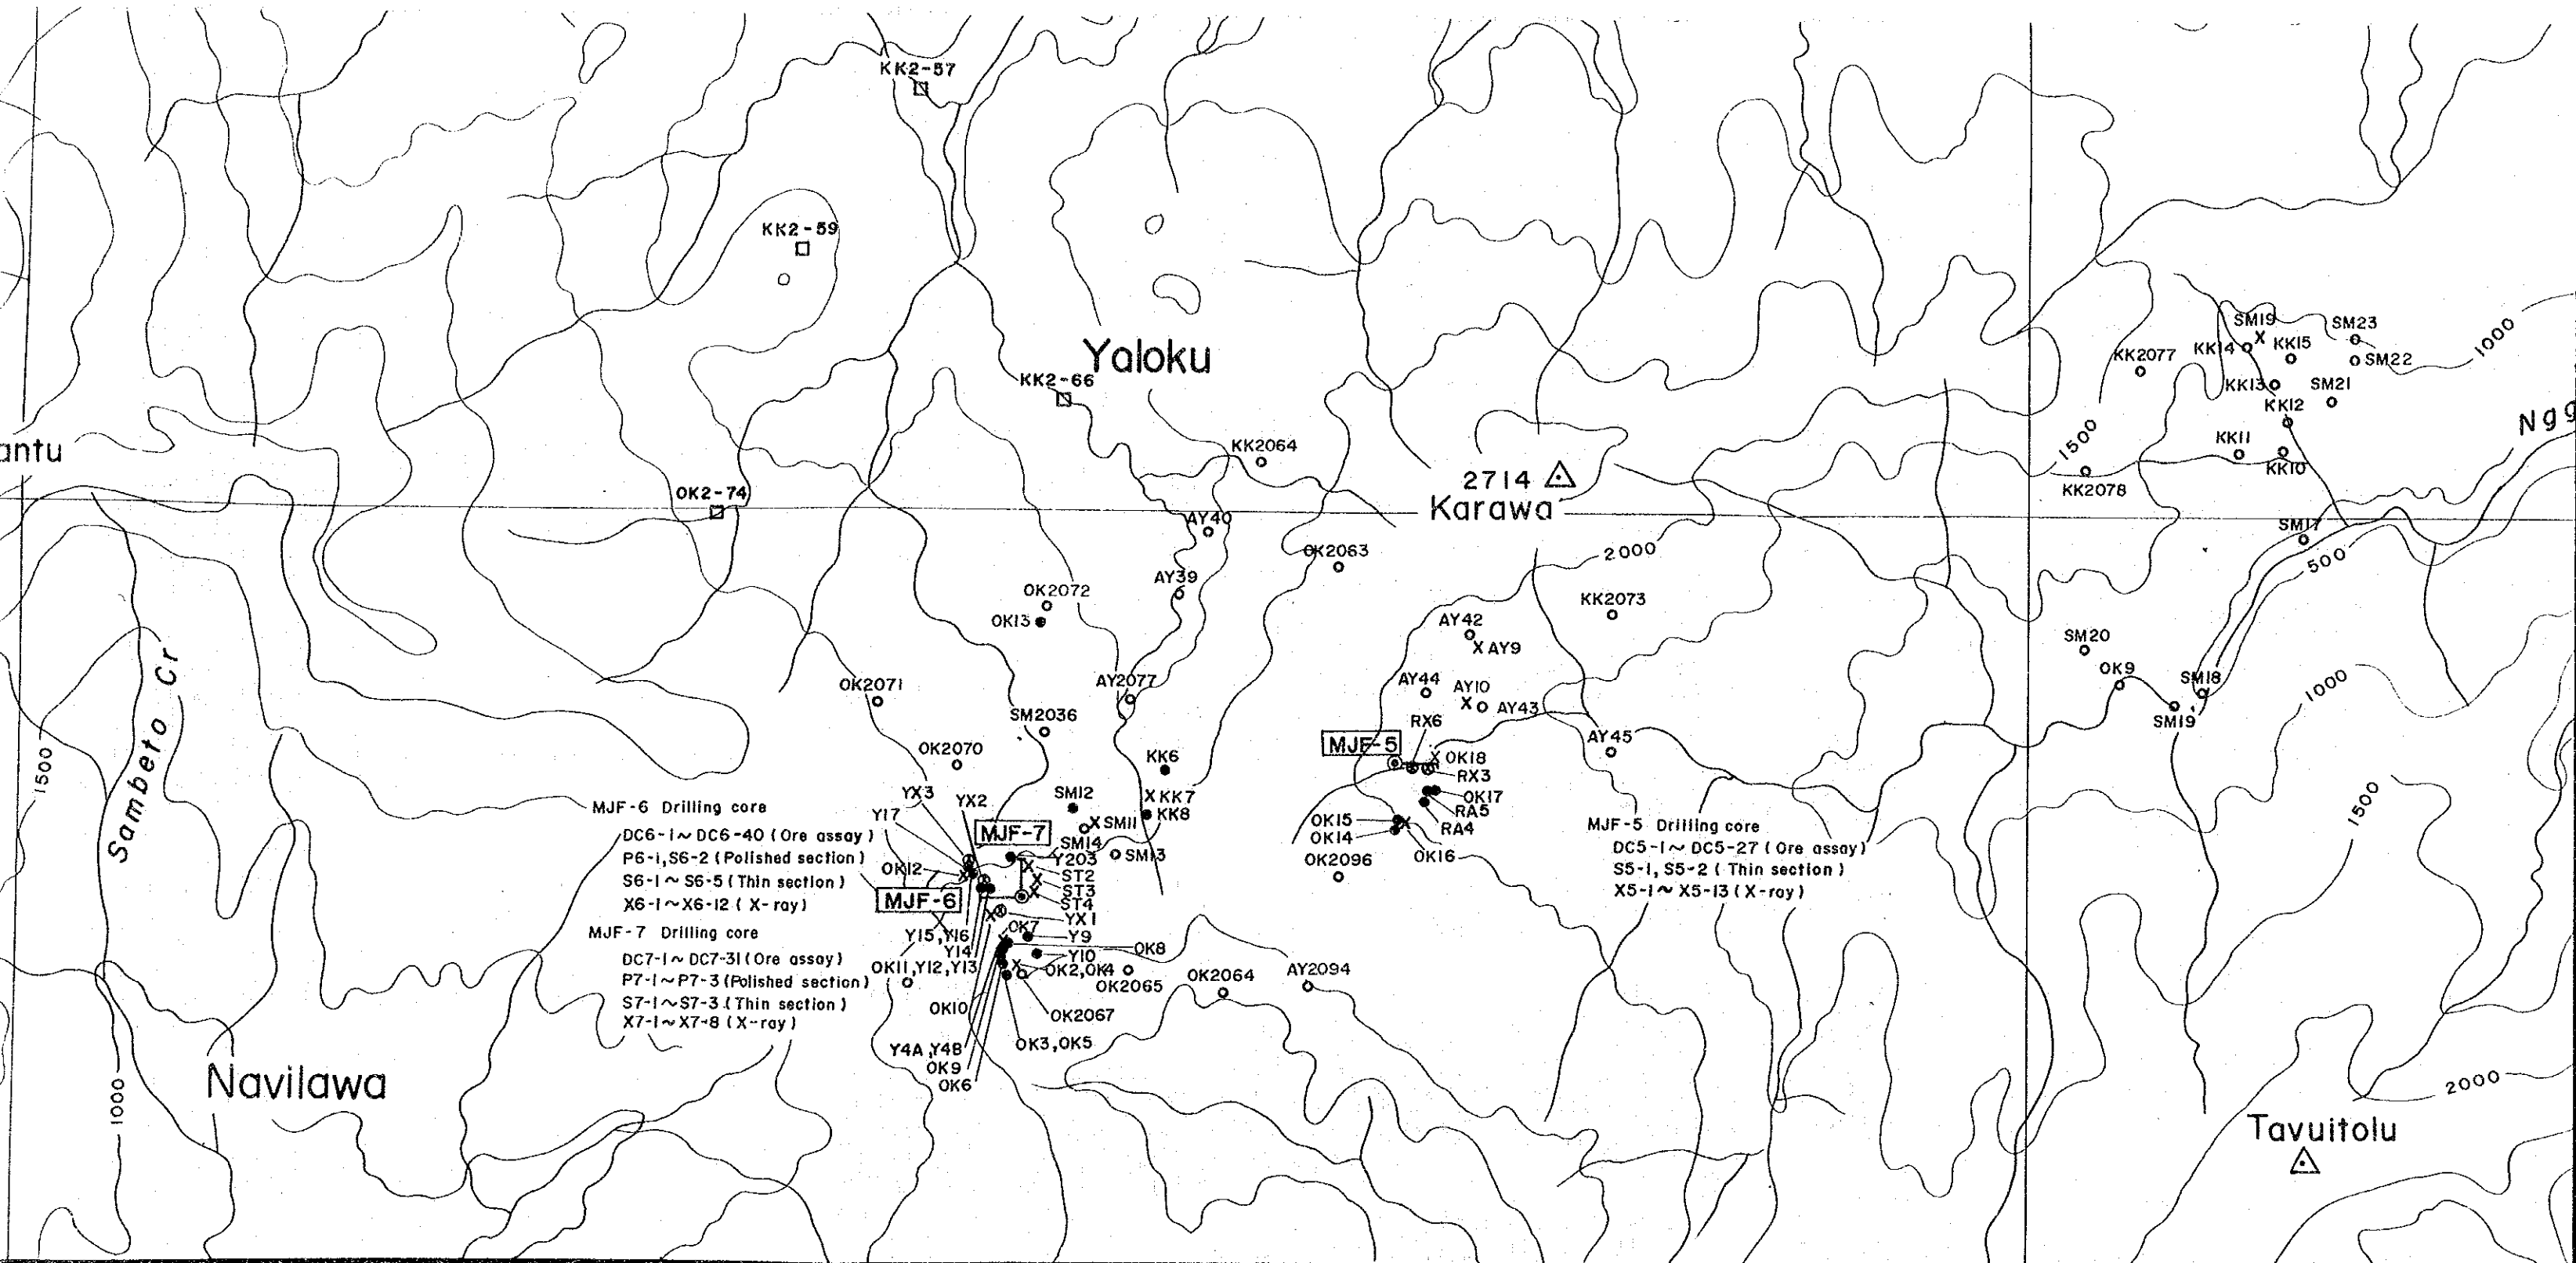 KK2-57
KK2-59
Yaloku
KK2-66
KK2064
2714
Karawa
antu
OK2-74
AY40
OK2063
2000
AY39
OK2072
OK13
KK2073
AY42
AY9
OK2071
AY2077
AY44
AY10
AY43
SM2036
RX6
MJF-5
AY45
OK2070
KK6
OK18
RX3
YX3
YX2
SM12
KK7
OK17
RA5
Y17
KK8
MJF-7
SM11
OK15
RA4
OK14
SM14
Y203
SM13
OK16
OK2096
OK12
ST2
ST3
MJF-6
ST4
YX1
OK7
Y9
Y15,Y16
OK8
Y14
Y10
OK11,Y12,Y13
OK2,OK4
OK2065
OK2064
AY2094
OK10
OK2067
OK3,OK5
Y4A,Y4B
OK9
OK6
MJF-6 Drilling core
DC6-1~DC6-40 (Ore assay)
P6-1,S6-2 (Polished section)
S6-1~S6-5 (Thin section)
X6-1~X6-12 (X-ray)
MJF-7 Drilling core
DC7-1~DC7-31 (Ore assay)
P7-1~P7-3 (Polished section)
S7-1~S7-3 (Thin section)
X7-1~X7-8 (X-ray)
MJF-5 Drilling core
DC5-1~DC5-27 (Ore assay)
S5-1,S5-2 (Thin section)
X5-1~X5-13 (X-ray)
Sambeto Cr
1500
1000
Navilawa
SM19
SM23
KK14
KK15
SM22
KK2077
KK13
SM21
KK12
1000
KK11
KK10
1500
KK2078
Ngg
SM17
500
SM20
OK9
SM18
SM19
1000
1500
2000
Tavuitolu